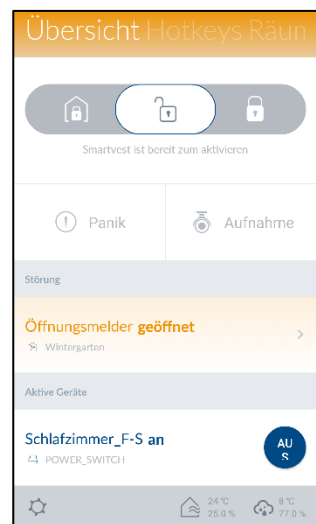 Übersicht Hotkeys Räum
Smartvest ist bereit zum aktivieren
Panik Aufnahme
Störung
Öffnungsmelder geöffnet
Wintergarten
Aktive Geräte
Schlafzimmer_F-S an
AU
S
POWER_SWITCH
24 °C 8 °C
25.0 % 77.0 %